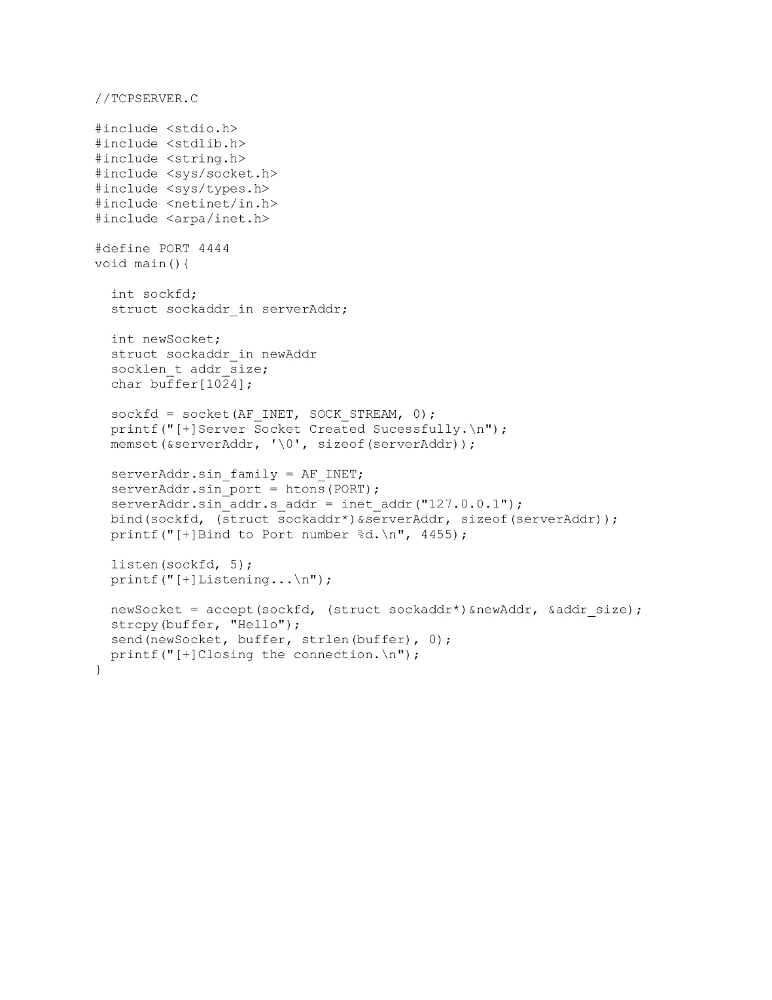 //TCPSERVER.C
#include <stdio.h>
#include <stdlib.h>
#include <string.h>
#include <sys/socket.h>
#include <sys/types.h>
#include <netinet/in.h>
#include <arpa/inet.h>
#define PORT 4444
void main(){
int sockfd;
struct sockaddr_in serverAddr;
int newSocket;
struct sockaddr_in newAddr
socklen_t addr_size;
char buffer[1024];
sockfd = socket(AF_INET, SOCK_STREAM, 0);
printf("[+]Server Socket Created Sucessfully.\n");
memset(&serverAddr, '\0', sizeof(serverAddr));
serverAddr.sin_family = AF_INET;
serverAddr.sin_port = htons(PORT);
serverAddr.sin_addr.s_addr = inet_addr("127.0.0.1");
bind(sockfd, (struct sockaddr*)&serverAddr, sizeof(serverAddr));
printf("[+]Bind to Port number %d.\n", 4455);
listen(sockfd, 5);
printf("[+]Listening...\n");
newSocket = accept(sockfd, (struct sockaddr*)&newAddr, &addr_size);
strcpy(buffer, "Hello");
send(newSocket, buffer, strlen(buffer), 0);
printf("[+]Closing the connection.\n");
}